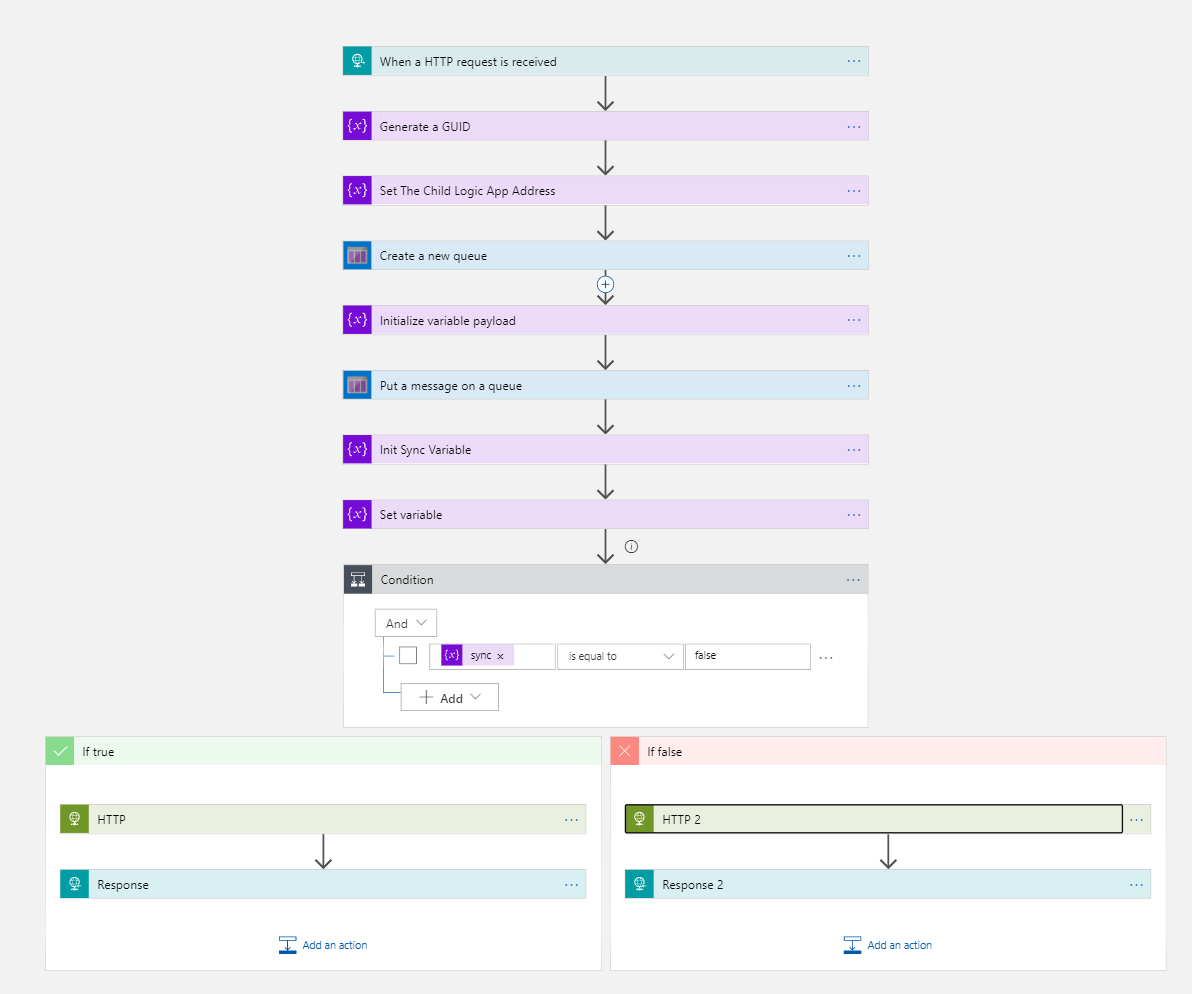 When a HTTP request is received
{x} Generate a GUID
{x} Set The Child Logic App Address
Create a new queue
{x} Initialize variable payload
Put a message on a queue
{x} Init Sync Variable
{x} Set variable
Condition
And
{x} sync × is equal to false
+ Add
If true If false
HTTP HTTP 2
Response Response 2
Add an action Add an action